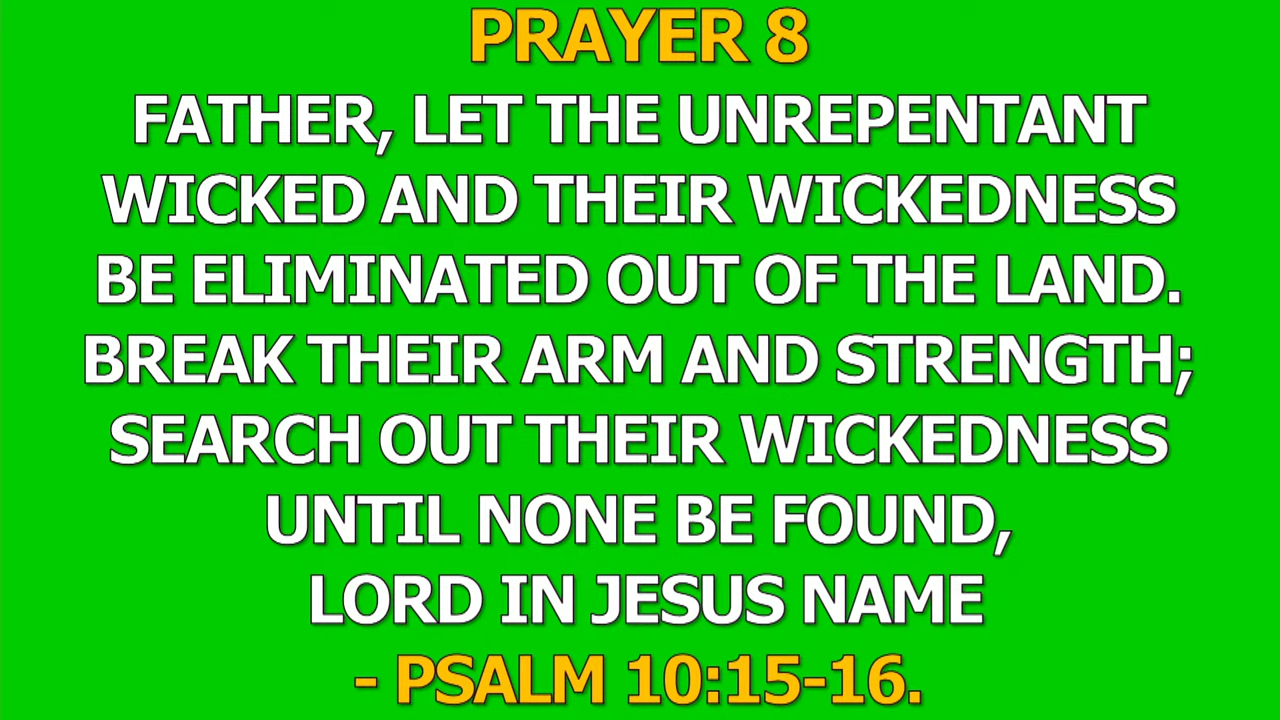 PRAYER 8
FATHER, LET THE UNREPENTANT
WICKED AND THEIR WICKEDNESS
BE ELIMINATED OUT OF THE LAND.
BREAK THEIR ARM AND STRENGTH;
SEARCH OUT THEIR WICKEDNESS
UNTIL NONE BE FOUND,
LORD IN JESUS NAME
- PSALM 10:15-16.